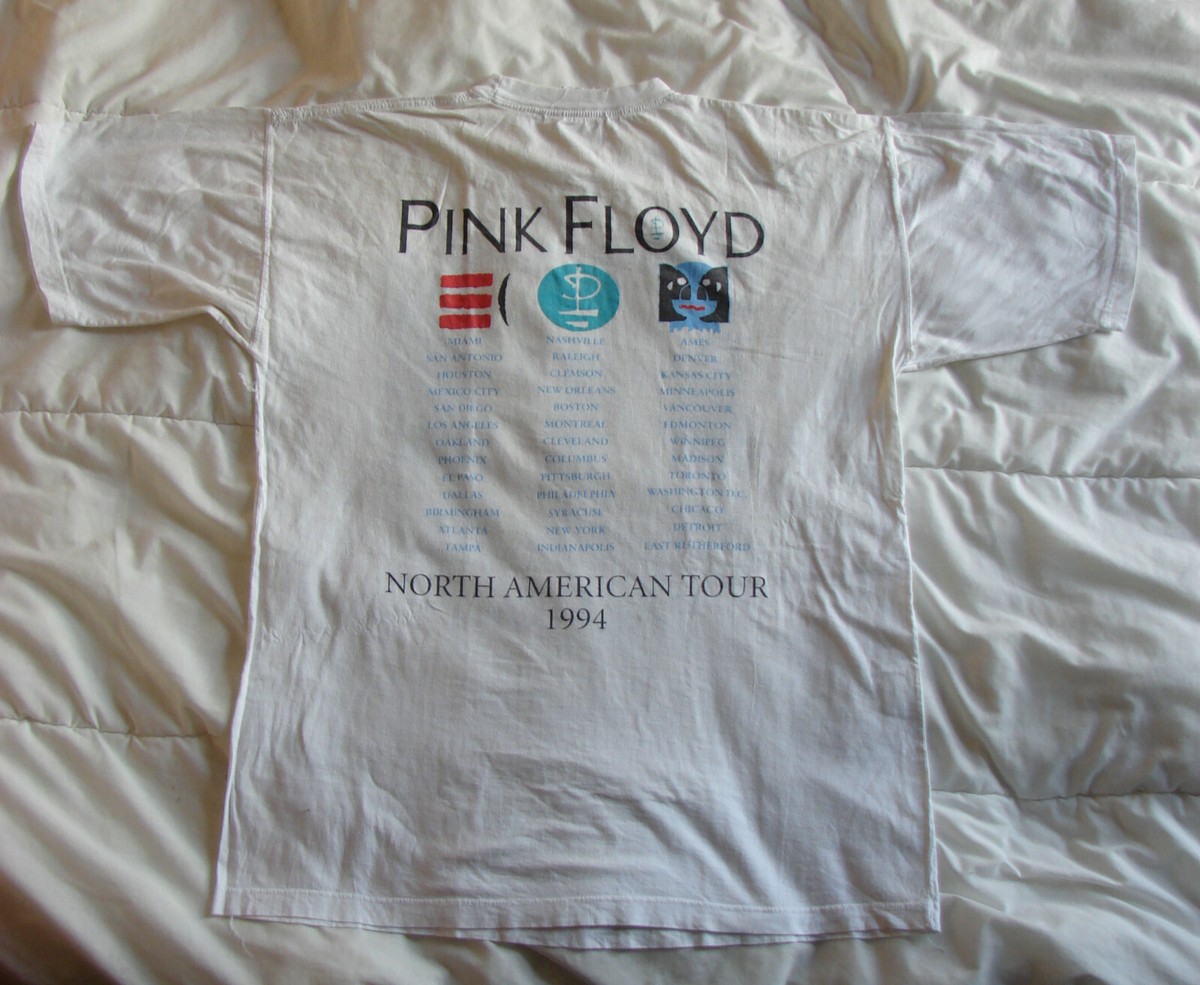 PINK FLOYD
MIAMI NASHVILLE AMES
SAN ANTONIO RALEIGH DENVER
HOUSTON CLEMSON KANSAS CITY
MEXICO CITY NEW ORLEANS MINNEAPOLIS
SAN DIEGO BOSTON VANCOUVER
LOS ANGELES MONTREAL EDMONTON
OAKLAND CLEVELAND WINNIPEG
PHOENIX COLUMBUS MADISON
EL PASO PITTSBURGH TORONTO
DALLAS PHILADELPHIA WASHINGTON D.C.
BIRMINGHAM SYRACUSE CHICAGO
ATLANTA NEW YORK DETROIT
TAMPA INDIANAPOLIS EAST RUTHERFORD
NORTH AMERICAN TOUR
1994